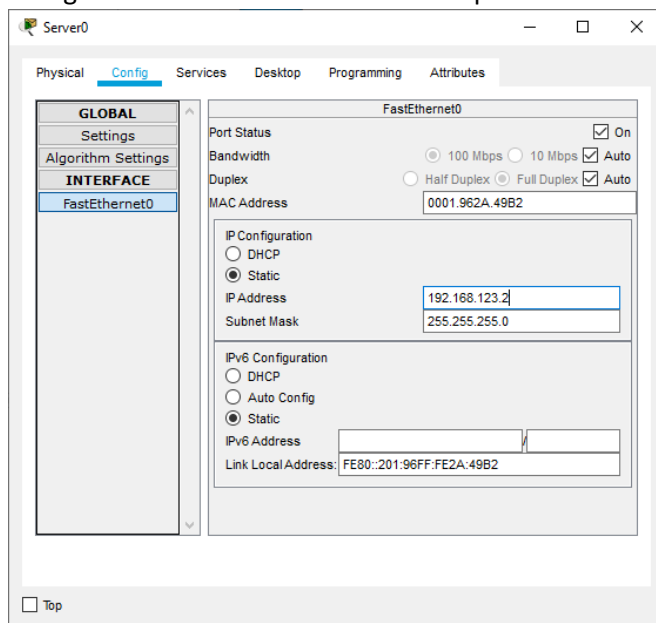 Server0
Physical Config Services Desktop Programming Attributes
GLOBAL
Settings
Algorithm Settings
INTERFACE
FastEthernet0
FastEthernet0
Port Status On
Bandwidth 100 Mbps 10 Mbps Auto
Duplex Half Duplex Full Duplex Auto
MAC Address 0001.962A.49B2
IP Configuration
DHCP
Static
IP Address 192.168.123.2
Subnet Mask 255.255.255.0
IPv6 Configuration
DHCP
Auto Config
Static
IPv6 Address /
Link Local Address: FE80::201:96FF:FE2A:49B2
Top